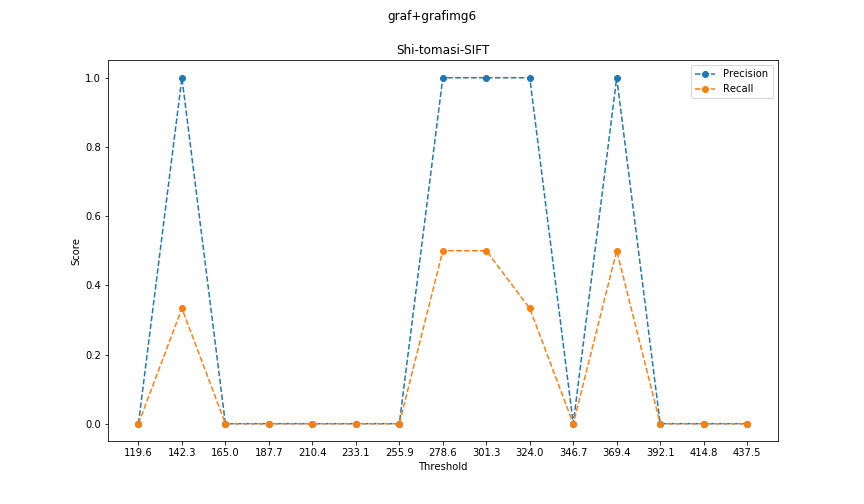 graf+grafimg6
Shi-tomasi-SIFT
Precision
Recall
1.0
0.8
0.6
0.4
0.2
0.0
Score
119.6 142.3 165.0 187.7 210.4 233.1 255.9 278.6 301.3 324.0 346.7 369.4 392.1 414.8 437.5
Threshold